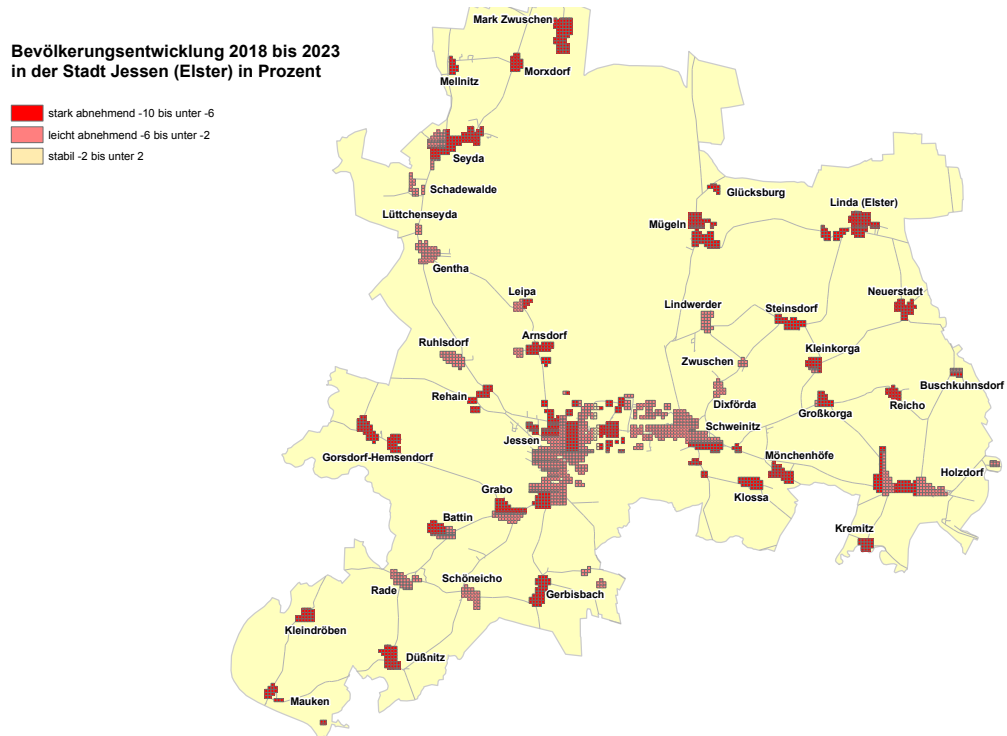 Bevölkerungsentwicklung 2018 bis 2023
in der Stadt Jessen (Elster) in Prozent
stark abnehmend -10 bis unter -6
leicht abnehmend -6 bis unter -2
stabil -2 bis unter 2
Mark Zwuschen
Mellnitz
Morxdorf
Seyda
Schadewalde
Glücksburg
Linda (Elster)
Lüttchenseyda
Mügeln
Gentha
Leipa
Neuerstadt
Lindwerder
Steinsdorf
Arnsdorf
Ruhlsdorf
Kleinkorga
Zwuschen
Buschkuhnsdorf
Rehain
Dixförda
Großkorga
Reicho
Jessen
Schweinitz
Gorsdorf-Hemsendorf
Mönchenhöfe
Holzdorf
Grabo
Klossa
Battin
Kremitz
Rade
Schöneicho
Gerbisbach
Kleindröben
Düßnitz
Mauken